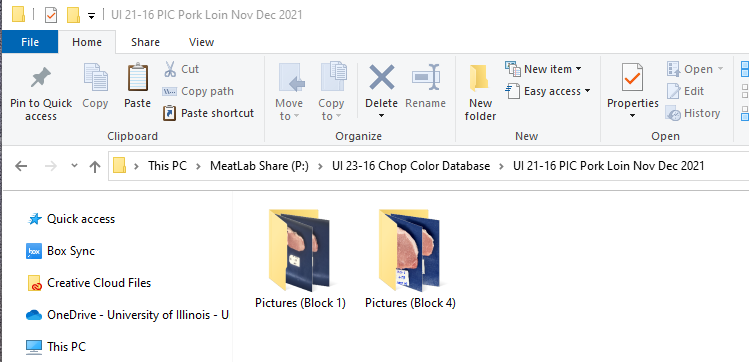 UI 21-16 PIC Pork Loin Nov Dec 2021
File Home Share View
Pin to Quick access
Copy
Paste
Cut
Copy path
Paste shortcut
Clipboard
Move to
Copy to
Delete
Rename
Organize
New folder
New item
Easy access
New
Properties
Open
Edit
History
Open
This PC > MeatLab Share (P:) > UI 23-16 Chop Color Database > UI 21-16 PIC Pork Loin Nov Dec 2021
Quick access
Box Sync
Creative Cloud Files
OneDrive - University of Illinois - U
This PC
box
Pictures (Block 1)
Pictures (Block 4)